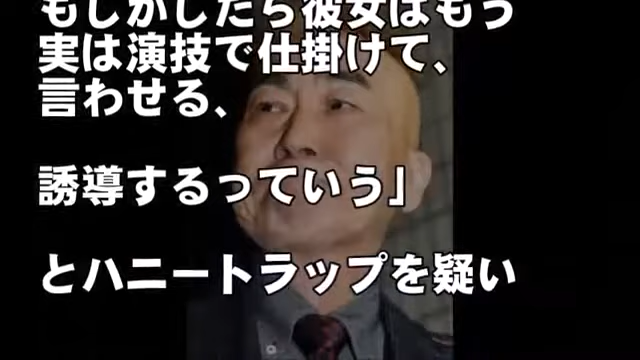 もしかしたら彼女はもう
実は演技で仕掛けて、
言わせる、
誘導するっていう」
とハニートラップを疑い